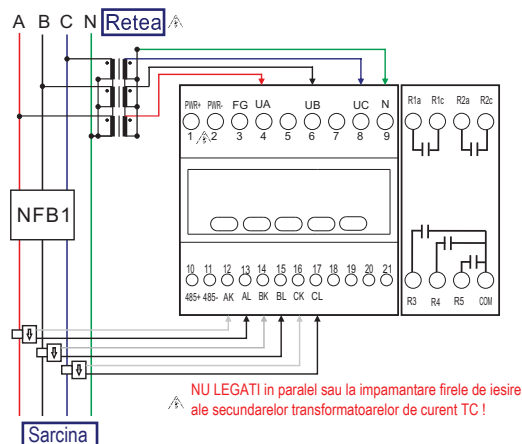 A B C N Retea
PWR+ PWR- FG UA UB UC N
1 2 3 4 5 6 7 8 9
R1a R1c R2a R2c
NFB1
10 11 12 13 14 15 16 17 18 19 20 21
485+ 485- AK AL BK BL CK CL
R3 R4 R5 COM
NU LEGATI in paralel sau la impamantare firele de iesire
ale secundarelor transformatoarelor de curent TC !
Sarcina